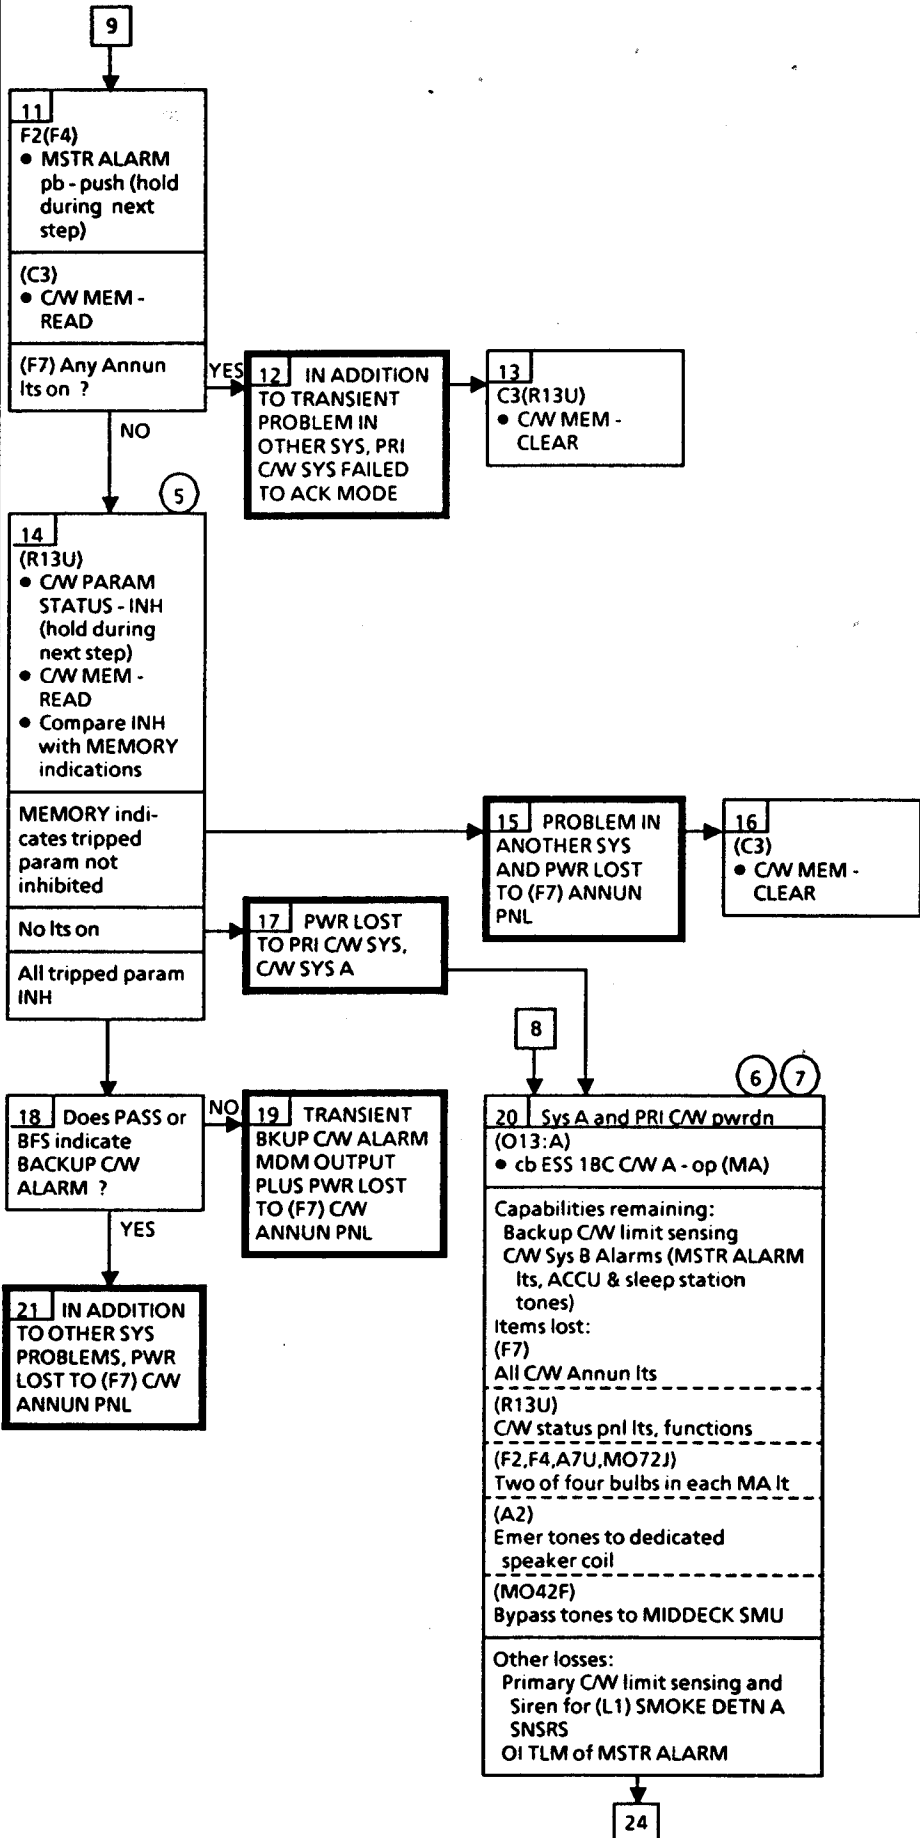 9
11
F2(F4)
• MSTR ALARM
pb - push (hold
during next
step)
(C3)
• C/W MEM -
READ
(F7) Any Annun
lts on ?
YES
NO
12 IN ADDITION
TO TRANSIENT
PROBLEM IN
OTHER SYS, PRI
C/W SYS FAILED
TO ACK MODE
13
C3(R13U)
• C/W MEM -
CLEAR
5
14
(R13U)
• C/W PARAM
STATUS - INH
(hold during
next step)
• C/W MEM -
READ
• Compare INH
with MEMORY
indications
MEMORY indi-
cates tripped
param not
inhibited
No lts on
All tripped param
INH
15 PROBLEM IN
ANOTHER SYS
AND PWR LOST
TO (F7) ANNUN
PNL
16
(C3)
• C/W MEM -
CLEAR
17 PWR LOST
TO PRI C/W SYS,
C/W SYS A
8
18 Does PASS or
BFS indicate
BACKUP C/W
ALARM ?
NO
YES
19 TRANSIENT
BKUP C/W ALARM
MDM OUTPUT
PLUS PWR LOST
TO (F7) C/W
ANNUN PNL
21 IN ADDITION
TO OTHER SYS
PROBLEMS, PWR
LOST TO (F7) C/W
ANNUN PNL
6 7
20 Sys A and PRI C/W pwrdn
(O13:A)
• cb ESS 1BC C/W A - op (MA)
Capabilities remaining:
Backup C/W limit sensing
C/W Sys B Alarms (MSTR ALARM
lts, ACCU & sleep station
tones)
Items lost:
(F7)
All C/W Annun lts
(R13U)
C/W status pnl lts, functions
(F2,F4,A7U,MO72J)
Two of four bulbs in each MA lt
(A2)
Emer tones to dedicated
speaker coil
(MO42F)
Bypass tones to MIDDECK SMU
Other losses:
Primary C/W limit sensing and
Siren for (L1) SMOKE DETN A
SNSRS
OI TLM of MSTR ALARM
24